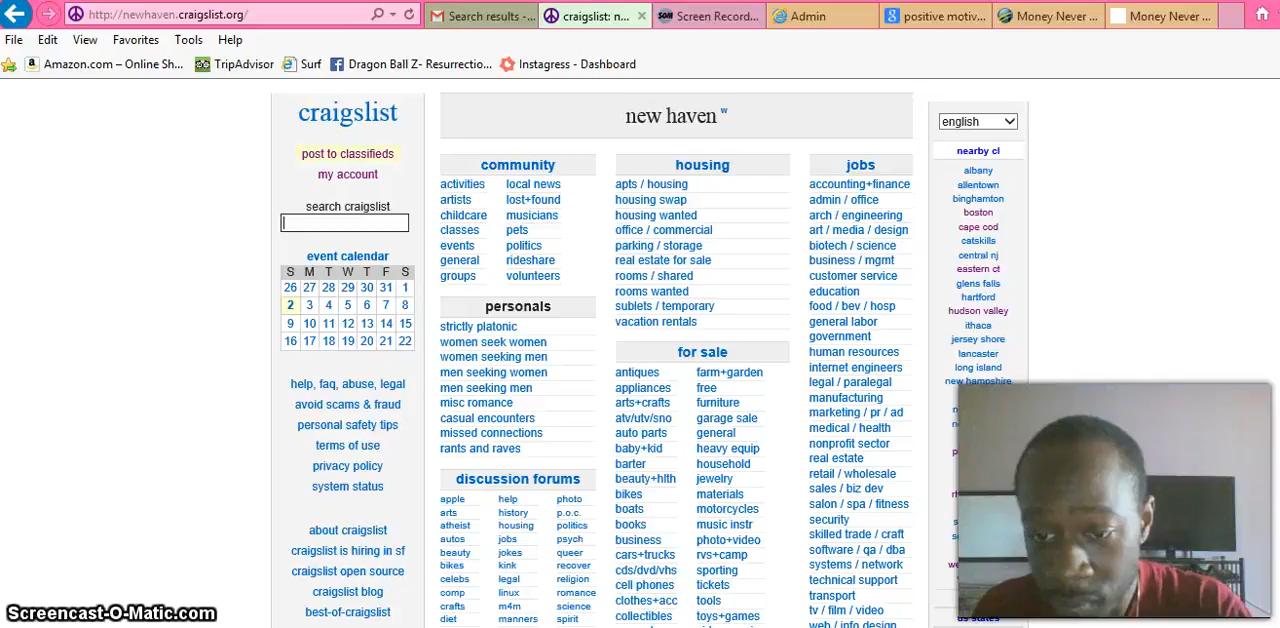 http://newhaven.craigslist.org/
Search results -...
craigslist: n...
Screen Record...
Admin
positive motiv...
Money Never ...
Money Never ...
File Edit View Favorites Tools Help
Amazon.com – Online Sh...
TripAdvisor
Surf
Dragon Ball Z- Resurrectio...
Instagress - Dashboard
craigslist
post to classifieds
my account
search craigslist
event calendar
S M T W T F S
26 27 28 29 30 31 1
2 3 4 5 6 7 8
9 10 11 12 13 14 15
16 17 18 19 20 21 22
help, faq, abuse, legal
avoid scams & fraud
personal safety tips
terms of use
privacy policy
system status
about craigslist
craigslist is hiring in sf
craigslist open source
craigslist blog
best-of-craigslist
new haven w
community
activities local news
artists lost+found
childcare musicians
classes pets
events politics
general rideshare
groups volunteers
personals
strictly platonic
women seek women
women seeking men
men seeking women
men seeking men
misc romance
casual encounters
missed connections
rants and raves
discussion forums
apple help photo
arts history p.o.c.
atheist housing politics
autos jobs psych
beauty jokes queer
bikes kink recover
celebs legal religion
comp linux romance
crafts m4m science
diet manners spirit
housing
apts / housing
housing swap
housing wanted
office / commercial
parking / storage
real estate for sale
rooms / shared
rooms wanted
sublets / temporary
vacation rentals
for sale
antiques farm+garden
appliances free
arts+crafts furniture
atv/utv/sno garage sale
auto parts general
baby+kid heavy equip
barter household
beauty+hlth jewelry
bikes materials
boats motorcycles
books music instr
business photo+video
cars+trucks rvs+camp
cds/dvd/vhs sporting
cell phones tickets
clothes+acc tools
collectibles toys+games
jobs
accounting+finance
admin / office
arch / engineering
art / media / design
biotech / science
business / mgmt
customer service
education
food / bev / hosp
general labor
government
human resources
internet engineers
legal / paralegal
manufacturing
marketing / pr / ad
medical / health
nonprofit sector
real estate
retail / wholesale
sales / biz dev
salon / spa / fitness
security
skilled trade / craft
software / qa / dba
systems / network
technical support
transport
tv / film / video
web / info design
english
nearby cl
albany
allentown
binghamton
boston
cape cod
catskills
central nj
eastern ct
glens falls
hartford
hudson valley
ithaca
jersey shore
lancaster
long island
new hampshire
us states
Screencast-O-Matic.com